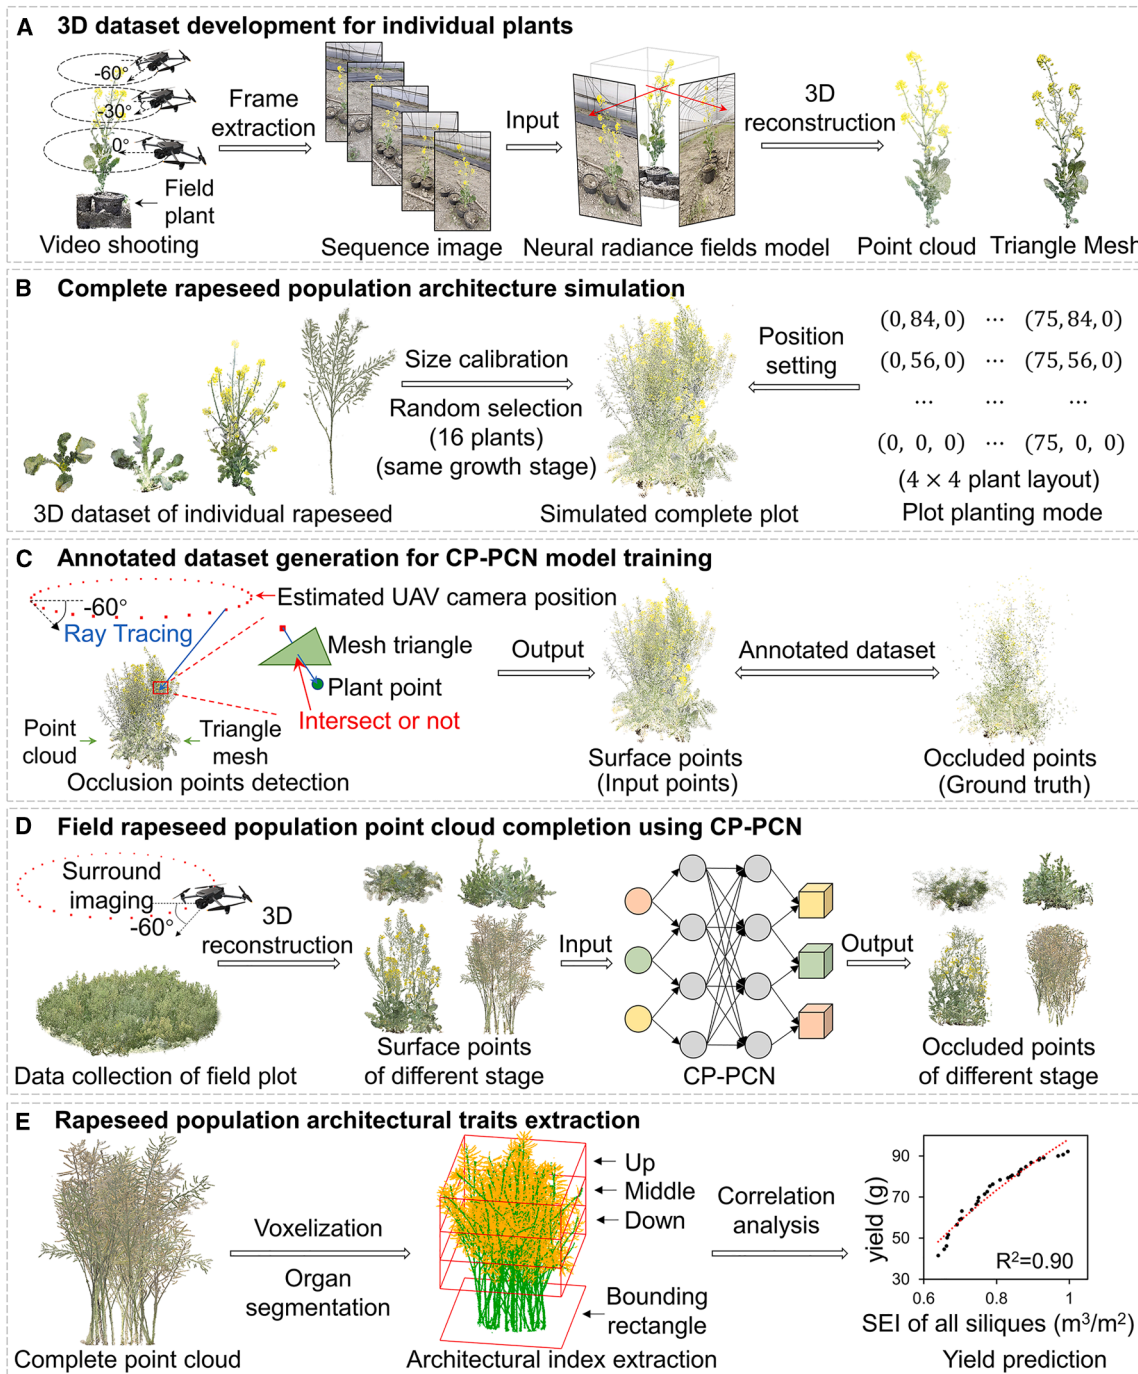 A 3D dataset development for individual plants
-60°
-30°
0°
Field
plant
Video shooting
Frame
extraction
Sequence image
Input
Neural radiance fields model
3D
reconstruction
Point cloud
Triangle Mesh
B Complete rapeseed population architecture simulation
3D dataset of individual rapeseed
Size calibration
Random selection
(16 plants)
(same growth stage)
Simulated complete plot
Position
setting
(0, 84, 0) ⋯ (75, 84, 0)
(0, 56, 0) ⋯ (75, 56, 0)
⋯ ⋯ ⋯
(0, 0, 0) ⋯ (75, 0, 0)
(4 × 4 plant layout)
Plot planting mode
C Annotated dataset generation for CP-PCN model training
-60°
Ray Tracing
Estimated UAV camera position
Mesh triangle
Plant point
Intersect or not
Point
cloud
Triangle
mesh
Occlusion points detection
Output
Surface points
(Input points)
Annotated dataset
Occluded points
(Ground truth)
D Field rapeseed population point cloud completion using CP-PCN
Surround
imaging
-60°
Data collection of field plot
3D
reconstruction
Surface points
of different stage
Input
CP-PCN
Output
Occluded points
of different stage
E Rapeseed population architectural traits extraction
Complete point cloud
Voxelization
Organ
segmentation
Up
Middle
Down
Bounding
rectangle
Architectural index extraction
Correlation
analysis
yield (g)
90
70
50
30
R²=0.90
0.6 0.8 1
SEI of all siliques (m³/m²)
Yield prediction